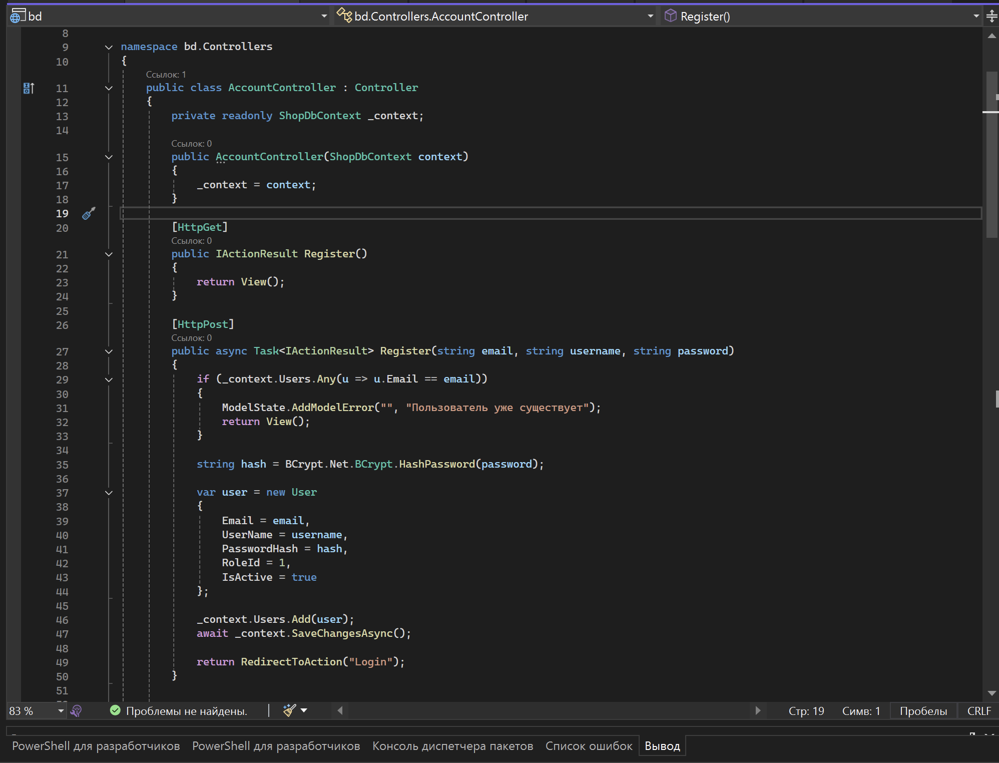 bd bd.Controllers.AccountController Register()
8
9 namespace bd.Controllers
10 {
Ссылок: 1
11 public class AccountController : Controller
12 {
13 private readonly ShopDbContext _context;
14
Ссылок: 0
15 public AccountController(ShopDbContext context)
16 {
17 _context = context;
18 }
19
20 [HttpGet]
Ссылок: 0
21 public IActionResult Register()
22 {
23 return View();
24 }
25
26 [HttpPost]
Ссылок: 0
27 public async Task<IActionResult> Register(string email, string username, string password)
28 {
29 if (_context.Users.Any(u => u.Email == email))
30 {
31 ModelState.AddModelError("", "Пользователь уже существует");
32 return View();
33 }
34
35 string hash = BCrypt.Net.BCrypt.HashPassword(password);
36
37 var user = new User
38 {
39 Email = email,
40 UserName = username,
41 PasswordHash = hash,
42 RoleId = 1,
43 IsActive = true
44 };
45
46 _context.Users.Add(user);
47 await _context.SaveChangesAsync();
48
49 return RedirectToAction("Login");
50 }
51
83 % Проблемы не найдены. Стр: 19 Симв: 1 Пробелы CRLF
PowerShell для разработчиков PowerShell для разработчиков Консоль диспетчера пакетов Список ошибок Вывод